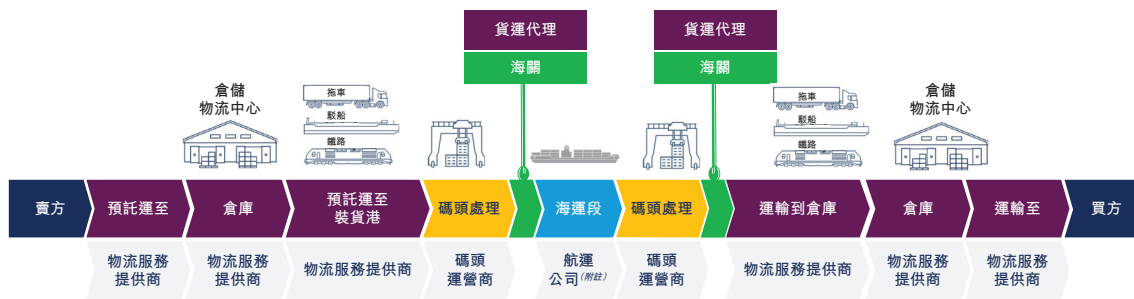 貨運代理
海關
貨運代理
海關
倉儲
物流中心
拖車
駁船
鐵路
拖車
駁船
鐵路
倉儲
物流中心
賣方
預託運至
倉庫
預託運至
裝貨港
碼頭處理
海運段
碼頭處理
運輸到倉庫
倉庫
運輸至
買方
物流服務
提供商
物流服務
提供商
物流服務提供商
碼頭
運營商
航運
公司(附註)
碼頭
運營商
物流服務提供商
物流服務
提供商
物流服務
提供商